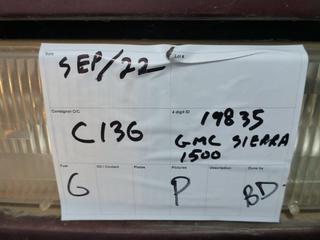 Date Lot #
SEP/22
Consignor C/C 4 digit ID
C136 19835
GMC SIERRA
1500
Fuel Oil / Coolant Photos Pictures Description Done by
G P BD